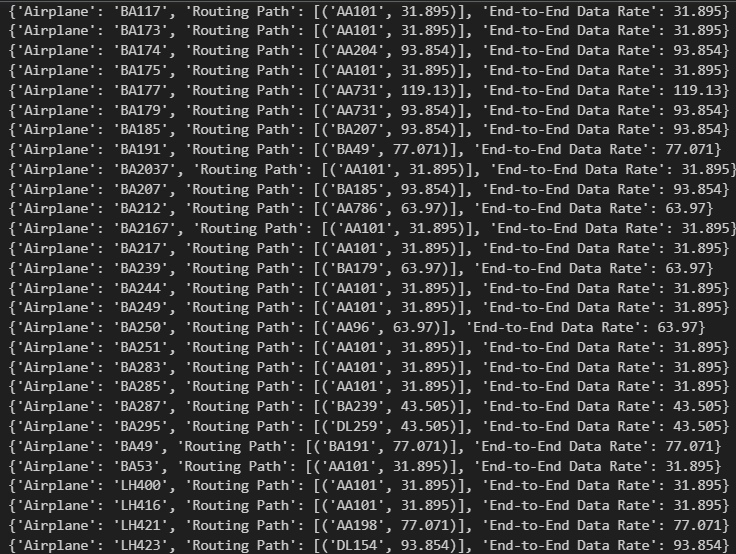 {'Airplane': 'BA117', 'Routing Path': [('AA101', 31.895)], 'End-to-End Data Rate': 31.895}
{'Airplane': 'BA173', 'Routing Path': [('AA101', 31.895)], 'End-to-End Data Rate': 31.895}
{'Airplane': 'BA174', 'Routing Path': [('AA204', 93.854)], 'End-to-End Data Rate': 93.854}
{'Airplane': 'BA175', 'Routing Path': [('AA101', 31.895)], 'End-to-End Data Rate': 31.895}
{'Airplane': 'BA177', 'Routing Path': [('AA731', 119.13)], 'End-to-End Data Rate': 119.13}
{'Airplane': 'BA179', 'Routing Path': [('AA731', 93.854)], 'End-to-End Data Rate': 93.854}
{'Airplane': 'BA185', 'Routing Path': [('BA207', 93.854)], 'End-to-End Data Rate': 93.854}
{'Airplane': 'BA191', 'Routing Path': [('BA49', 77.071)], 'End-to-End Data Rate': 77.071}
{'Airplane': 'BA2037', 'Routing Path': [('AA101', 31.895)], 'End-to-End Data Rate': 31.895}
{'Airplane': 'BA207', 'Routing Path': [('BA185', 93.854)], 'End-to-End Data Rate': 93.854}
{'Airplane': 'BA212', 'Routing Path': [('AA786', 63.97)], 'End-to-End Data Rate': 63.97}
{'Airplane': 'BA2167', 'Routing Path': [('AA101', 31.895)], 'End-to-End Data Rate': 31.895}
{'Airplane': 'BA217', 'Routing Path': [('AA101', 31.895)], 'End-to-End Data Rate': 31.895}
{'Airplane': 'BA239', 'Routing Path': [('BA179', 63.97)], 'End-to-End Data Rate': 63.97}
{'Airplane': 'BA244', 'Routing Path': [('AA101', 31.895)], 'End-to-End Data Rate': 31.895}
{'Airplane': 'BA249', 'Routing Path': [('AA101', 31.895)], 'End-to-End Data Rate': 31.895}
{'Airplane': 'BA250', 'Routing Path': [('AA96', 63.97)], 'End-to-End Data Rate': 63.97}
{'Airplane': 'BA251', 'Routing Path': [('AA101', 31.895)], 'End-to-End Data Rate': 31.895}
{'Airplane': 'BA283', 'Routing Path': [('AA101', 31.895)], 'End-to-End Data Rate': 31.895}
{'Airplane': 'BA285', 'Routing Path': [('AA101', 31.895)], 'End-to-End Data Rate': 31.895}
{'Airplane': 'BA287', 'Routing Path': [('BA239', 43.505)], 'End-to-End Data Rate': 43.505}
{'Airplane': 'BA295', 'Routing Path': [('DL259', 43.505)], 'End-to-End Data Rate': 43.505}
{'Airplane': 'BA49', 'Routing Path': [('BA191', 77.071)], 'End-to-End Data Rate': 77.071}
{'Airplane': 'BA53', 'Routing Path': [('AA101', 31.895)], 'End-to-End Data Rate': 31.895}
{'Airplane': 'LH400', 'Routing Path': [('AA101', 31.895)], 'End-to-End Data Rate': 31.895}
{'Airplane': 'LH416', 'Routing Path': [('AA101', 31.895)], 'End-to-End Data Rate': 31.895}
{'Airplane': 'LH421', 'Routing Path': [('AA198', 77.071)], 'End-to-End Data Rate': 77.071}
{'Airplane': 'LH423', 'Routing Path': [('DL154', 93.854)], 'End-to-End Data Rate': 93.854}